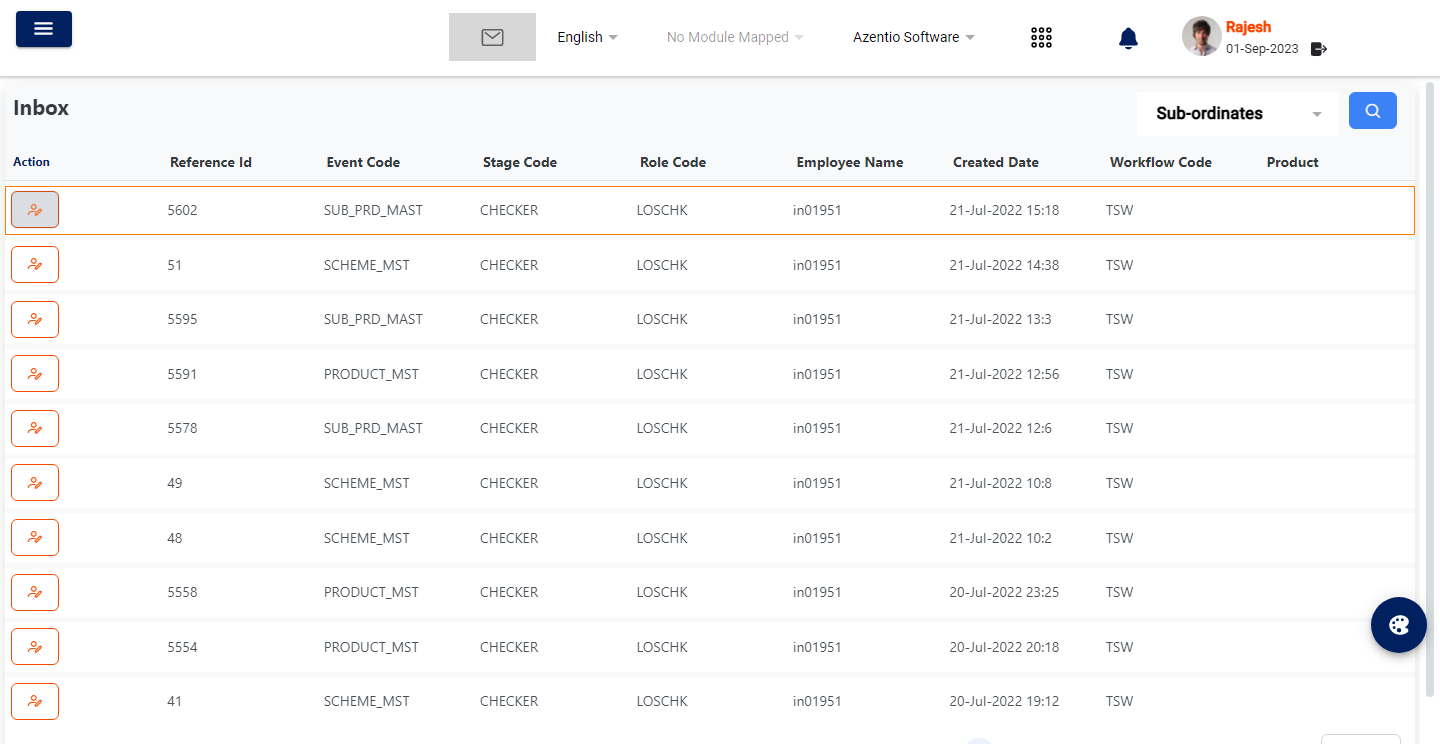 English No Module Mapped Azentio Software Rajesh
01-Sep-2023
Inbox Sub-ordinates
Action Reference Id Event Code Stage Code Role Code Employee Name Created Date Workflow Code Product
5602 SUB_PRD_MAST CHECKER LOSCHK in01951 21-Jul-2022 15:18 TSW
51 SCHEME_MST CHECKER LOSCHK in01951 21-Jul-2022 14:38 TSW
5595 SUB_PRD_MAST CHECKER LOSCHK in01951 21-Jul-2022 13:3 TSW
5591 PRODUCT_MST CHECKER LOSCHK in01951 21-Jul-2022 12:56 TSW
5578 SUB_PRD_MAST CHECKER LOSCHK in01951 21-Jul-2022 12:6 TSW
49 SCHEME_MST CHECKER LOSCHK in01951 21-Jul-2022 10:8 TSW
48 SCHEME_MST CHECKER LOSCHK in01951 21-Jul-2022 10:2 TSW
5558 PRODUCT_MST CHECKER LOSCHK in01951 20-Jul-2022 23:25 TSW
5554 PRODUCT_MST CHECKER LOSCHK in01951 20-Jul-2022 20:18 TSW
41 SCHEME_MST CHECKER LOSCHK in01951 20-Jul-2022 19:12 TSW